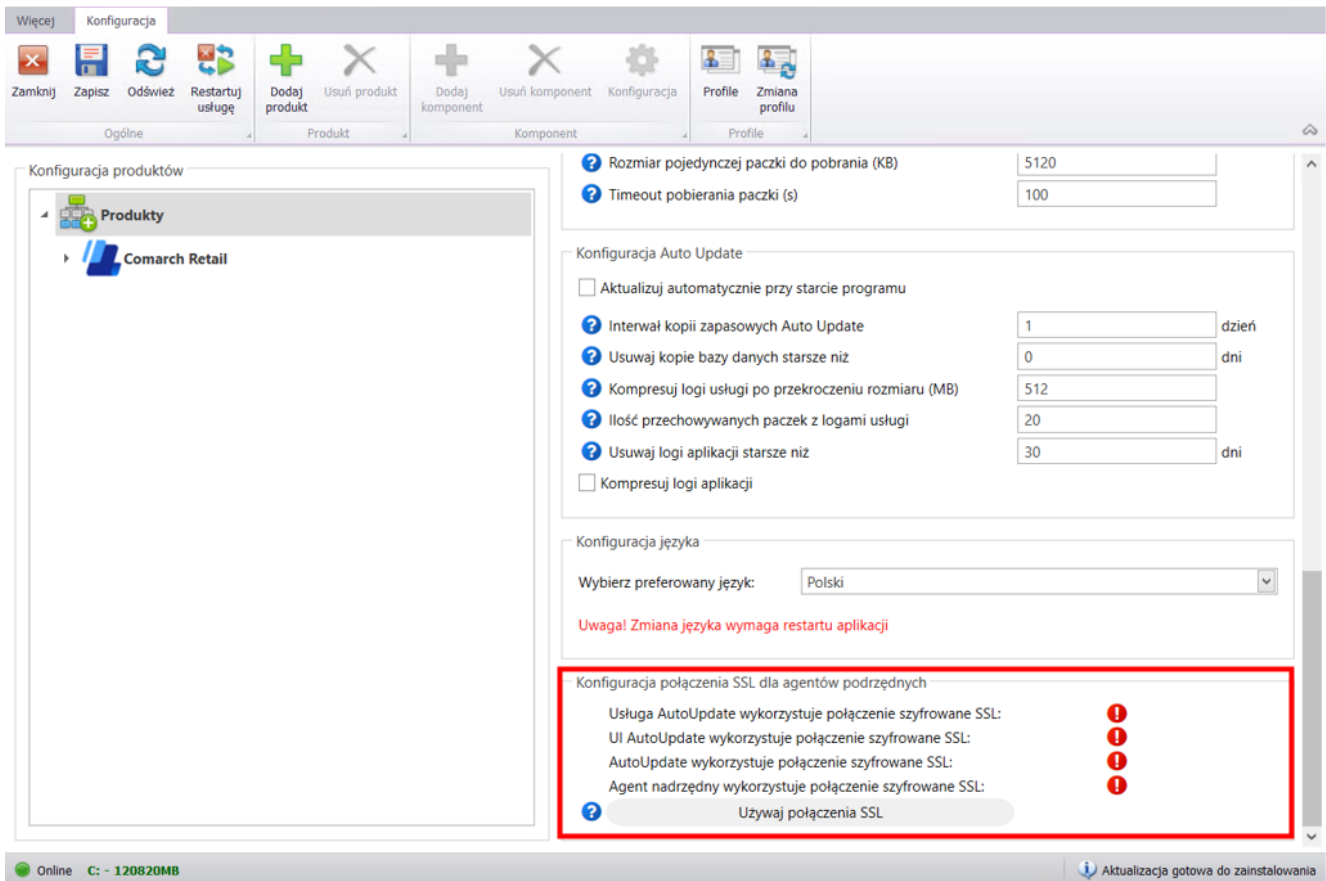 Więcej Konfiguracja
Zamknij Zapisz Odśwież Restartuj usługę Dodaj produkt Usuń produkt Dodaj komponent Usuń komponent Konfiguracja Profile Zmiana profilu
Ogólne Produkt Komponent Profile
Konfiguracja produktów
Produkty
Comarch Retail
Rozmiar pojedynczej paczki do pobrania (KB) 5120
Timeout pobierania paczki (s) 100
Konfiguracja Auto Update
Aktualizuj automatycznie przy starcie programu
Interwał kopii zapasowych Auto Update 1 dzień
Usuwaj kopie bazy danych starsze niż 0 dni
Kompresuj logi usługi po przekroczeniu rozmiaru (MB) 512
Ilość przechowywanych paczek z logami usługi 20
Usuwaj logi aplikacji starsze niż 30 dni
Kompresuj logi aplikacji
Konfiguracja języka
Wybierz preferowany język: Polski
Uwaga! Zmiana języka wymaga restartu aplikacji
Konfiguracja połączenia SSL dla agentów podrzędnych
Usługa AutoUpdate wykorzystuje połączenie szyfrowane SSL:
UI AutoUpdate wykorzystuje połączenie szyfrowane SSL:
AutoUpdate wykorzystuje połączenie szyfrowane SSL:
Agent nadrzędny wykorzystuje połączenie szyfrowane SSL:
Używaj połączenia SSL
Online C: - 120820MB Aktualizacja gotowa do zainstalowania